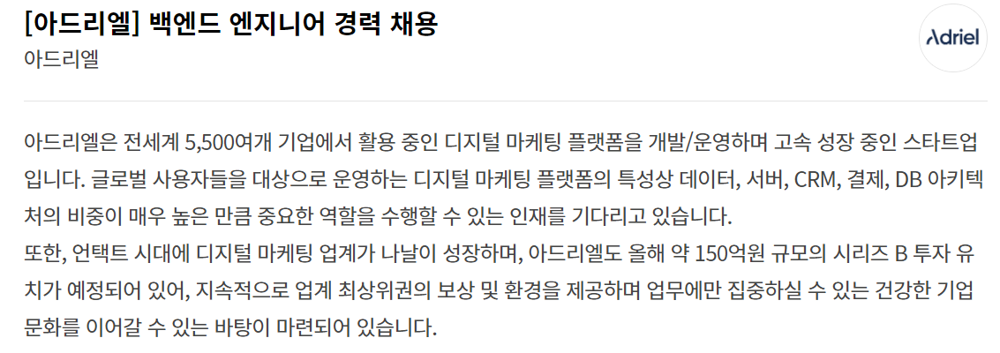 [아드리엘] 백엔드 엔지니어 경력 채용
Adriel
아드리엘
아드리엘은 전세계 5,500여개 기업에서 활용 중인 디지털 마케팅 플랫폼을 개발/운영하며 고속 성장 중인 스타트업
입니다. 글로벌 사용자들을 대상으로 운영하는 디지털 마케팅 플랫폼의 특성상 데이터, 서버, CRM, 결제, DB 아키텍
처의 비중이 매우 높은 만큼 중요한 역할을 수행할 수 있는 인재를 기다리고 있습니다.
또한, 언택트 시대에 디지털 마케팅 업계가 나날이 성장하며, 아드리엘도 올해 약 150억원 규모의 시리즈 B 투자 유
치가 예정되어 있어, 지속적으로 업계 최상위권의 보상 및 환경을 제공하며 업무에만 집중하실 수 있는 건강한 기업
문화를 이어갈 수 있는 바탕이 마련되어 있습니다.